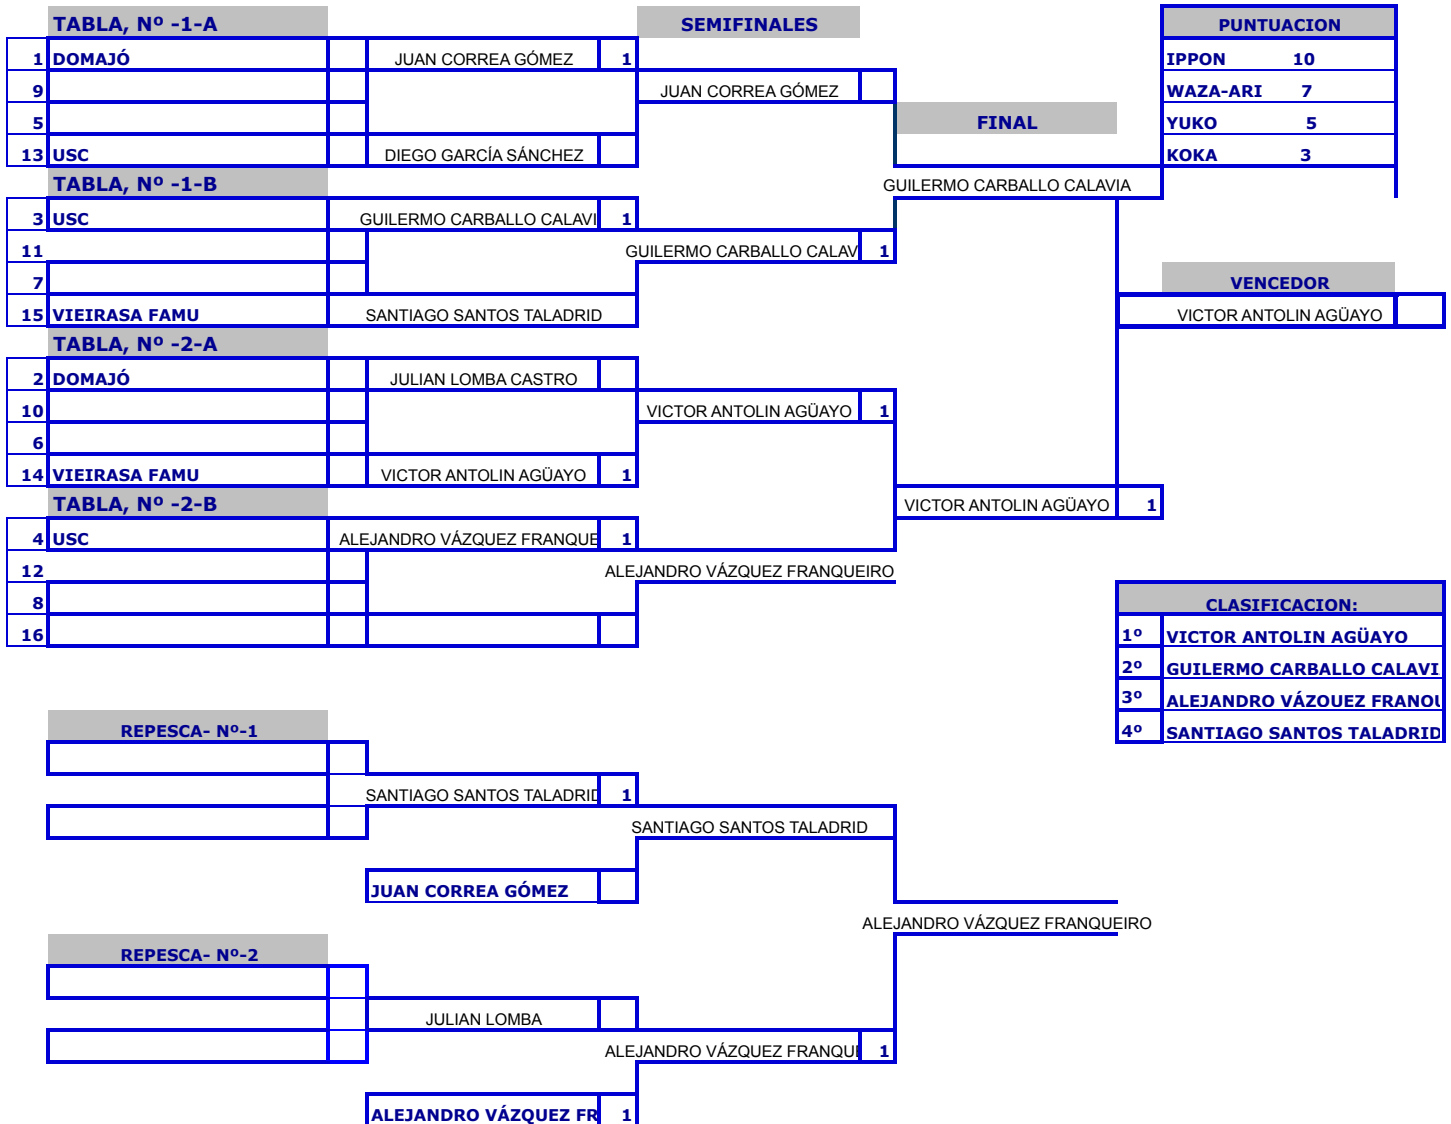 TABLA, Nº -1-A SEMIFINALES PUNTUACION
1 DOMAJÓ JUAN CORREA GÓMEZ 1 IPPON 10
9 JUAN CORREA GÓMEZ WAZA-ARI 7
5 FINAL YUKO 5
13 USC DIEGO GARCÍA SÁNCHEZ KOKA 3
TABLA, Nº -1-B GUILERMO CARBALLO CALAVIA
3 USC GUILERMO CARBALLO CALAVI 1
11 GUILERMO CARBALLO CALAV 1
7 VENCEDOR
15 VIEIRASA FAMU SANTIAGO SANTOS TALADRID VICTOR ANTOLIN AGÜAYO
TABLA, Nº -2-A
2 DOMAJÓ JULIAN LOMBA CASTRO
10 VICTOR ANTOLIN AGÜAYO 1
6
14 VIEIRASA FAMU VICTOR ANTOLIN AGÜAYO 1
TABLA, Nº -2-B VICTOR ANTOLIN AGÜAYO 1
4 USC ALEJANDRO VÁZQUEZ FRANQUE 1
12 ALEJANDRO VÁZQUEZ FRANQUEIRO
8 CLASIFICACION:
16 1º VICTOR ANTOLIN AGÜAYO
2º GUILERMO CARBALLO CALAVI
3º ALEJANDRO VÁZQUEZ FRANQU
REPESCA- Nº-1 4º SANTIAGO SANTOS TALADRID
SANTIAGO SANTOS TALADRID 1
SANTIAGO SANTOS TALADRID
JUAN CORREA GÓMEZ
ALEJANDRO VÁZQUEZ FRANQUEIRO
REPESCA- Nº-2
JULIAN LOMBA
ALEJANDRO VÁZQUEZ FRANQUI 1
ALEJANDRO VÁZQUEZ FR 1